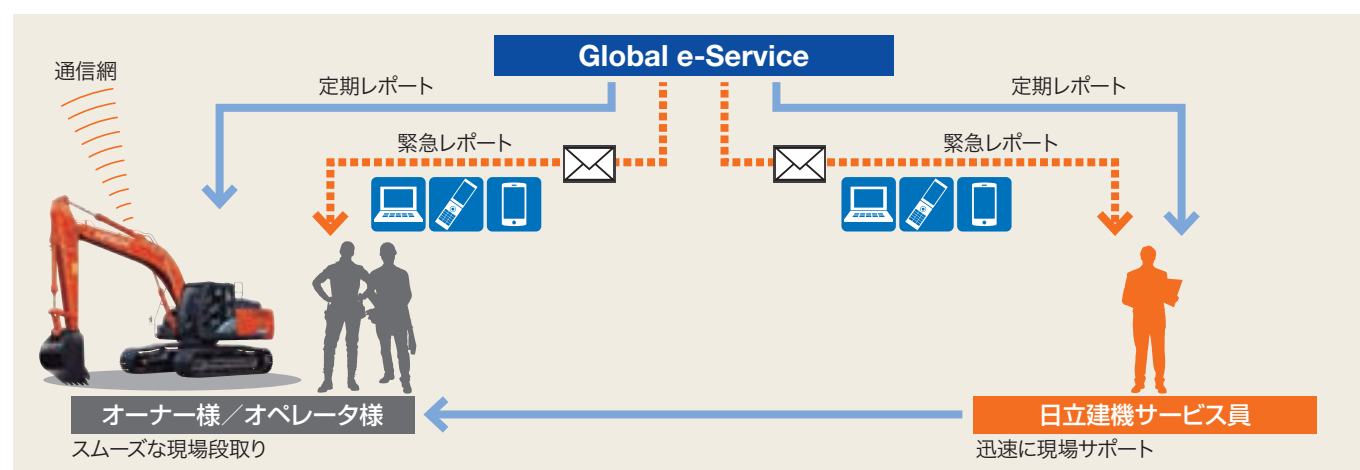 Global e-Service
通信網
定期レポート
定期レポート
緊急レポート
緊急レポート
オーナー様／オペレータ様
日立建機サービス員
スムーズな現場段取り
迅速に現場サポート